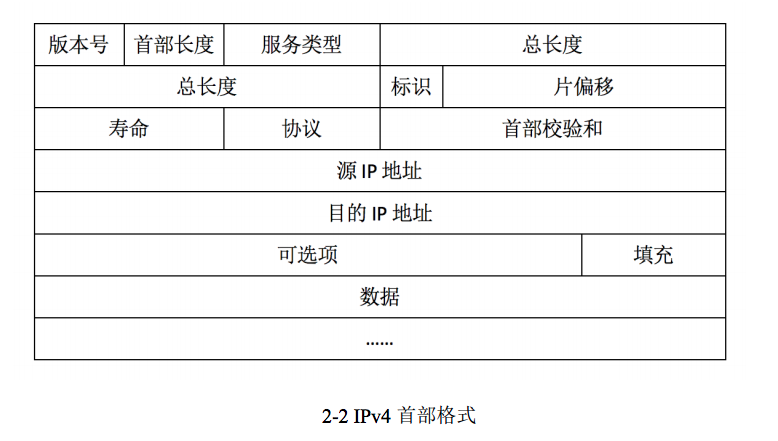 版本号 首部长度 服务类型 总长度
总长度 标识 片偏移
寿命 协议 首部校验和
源 IP 地址
目的 IP 地址
可选项 填充
数据
......
2-2 IPv4 首部格式